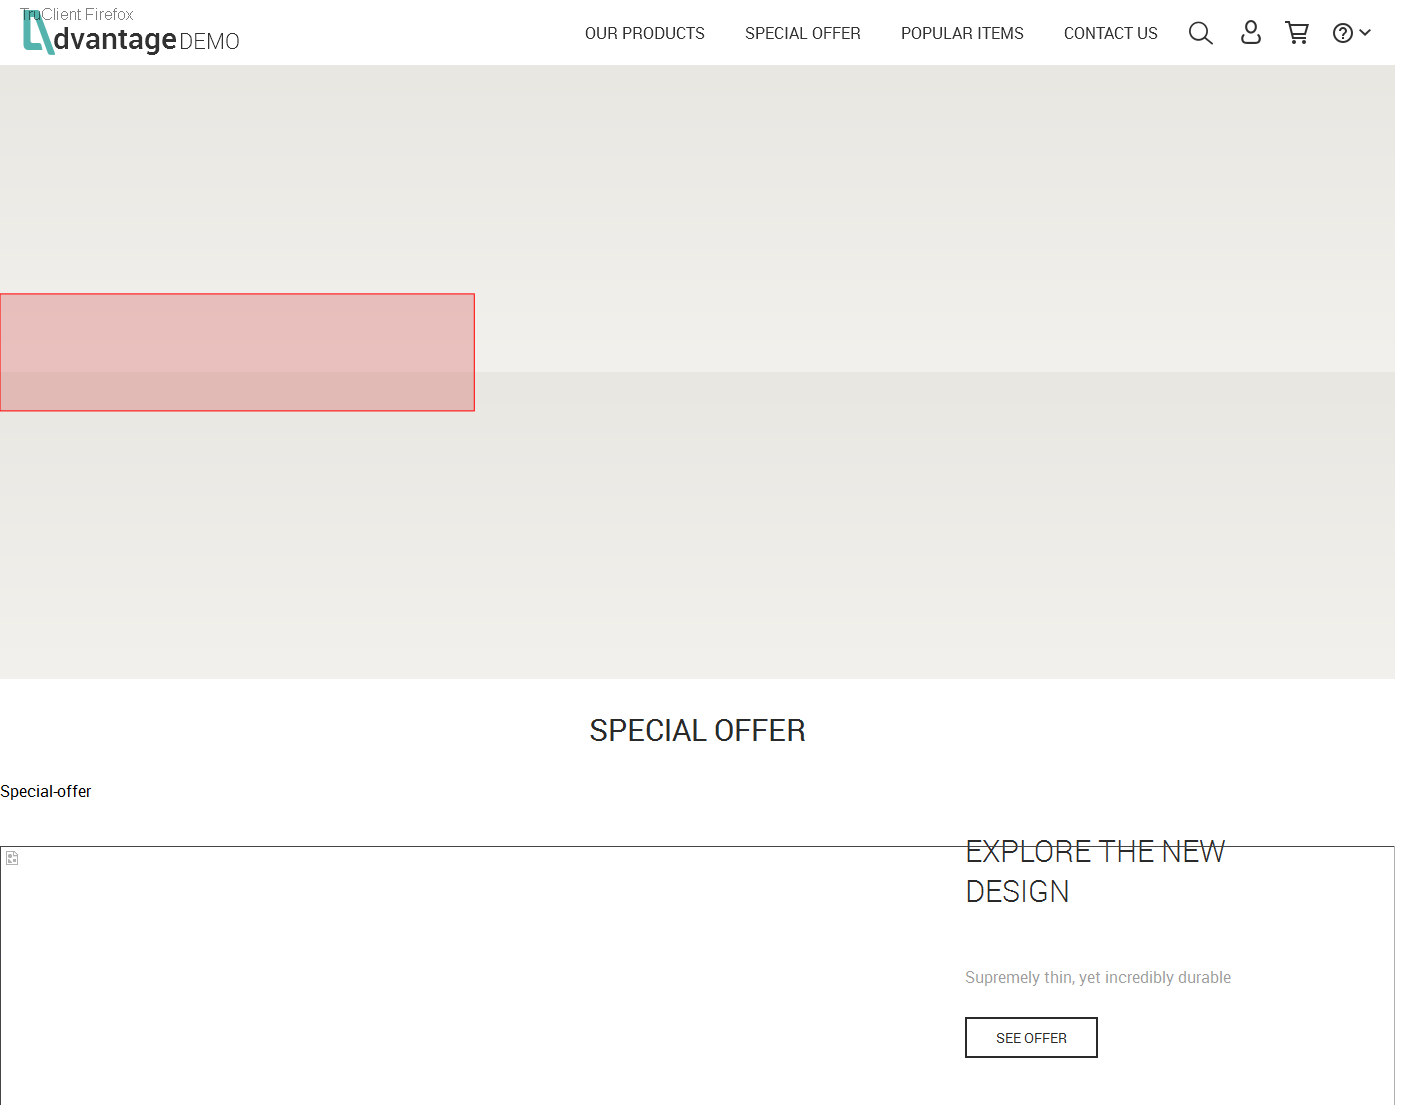 TruClient Firefox
dvantage DEMO
OUR PRODUCTS
SPECIAL OFFER
POPULAR ITEMS
CONTACT US
SPECIAL OFFER
Special-offer
EXPLORE THE NEW
DESIGN
Supremely thin, yet incredibly durable
SEE OFFER